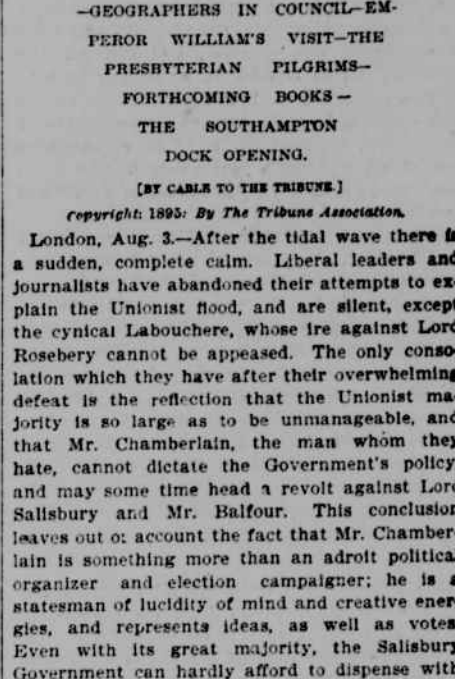 —GEOGRAPHERS IN COUNCIL—EM-
PEROR WILLIAM'S VISIT—THE
PRESBYTERIAN PILGRIMS—
FORTHCOMING BOOKS—
THE SOUTHAMPTON
DOCK OPENING.
[BY CABLE TO THE TRIBUNE.]
Copyright: 1895: By The Tribune Association.
London, Aug. 3.—After the tidal wave there is
a sudden, complete calm. Liberal leaders and
journalists have abandoned their attempts to ex
plain the Unionist flood, and are silent, except
the cynical Labouchere, whose ire against Lord
Rosebery cannot be appeased. The only conso
lation which they have after their overwhelming
defeat is the reflection that the Unionist ma
jority is so large as to be unmanageable, and
that Mr. Chamberlain, the man whom they
hate, cannot dictate the Government's policy
and may some time head a revolt against Lord
Salisbury and Mr. Balfour. This conclusion
leaves out of account the fact that Mr. Chamber
lain is something more than an adroit politica
organizer and election campaigner; he is a
statesman of lucidity of mind and creative ener
gies, and represents ideas, as well as votes
Even with its great majority, the Salisbury
Government can hardly afford to dispense with